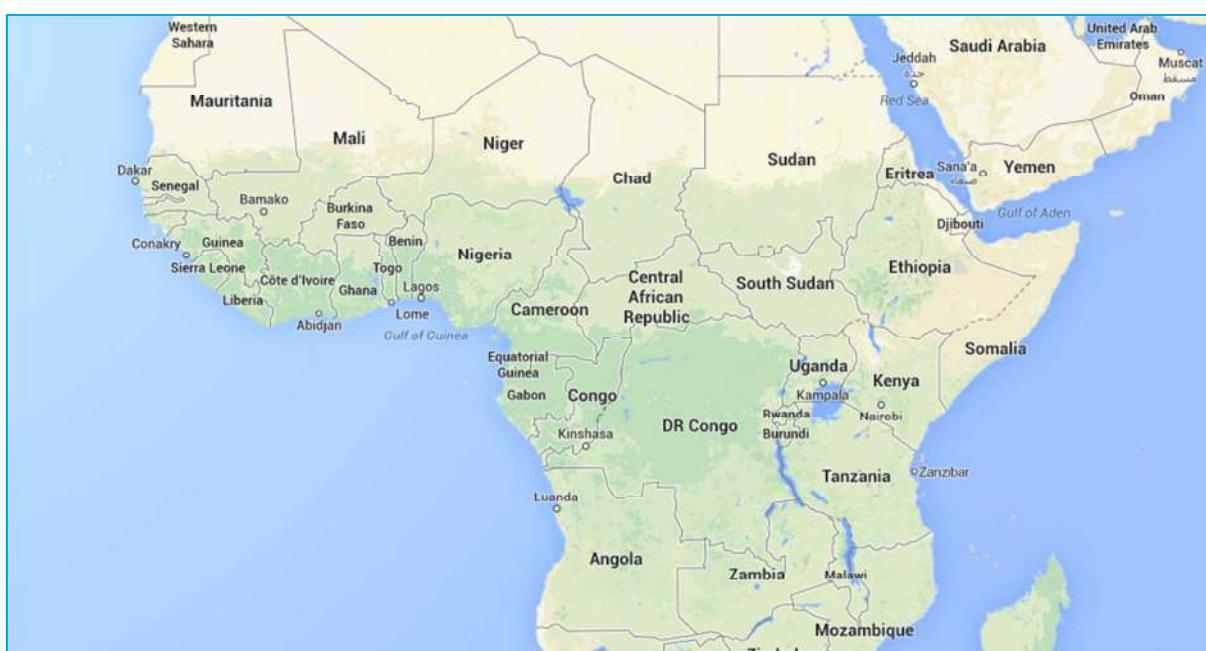 Western
Sahara
United Arab
Emirates
Saudi Arabia
Jeddah
جدة
Muscat
مسقط
Red Sea
Oman
Mauritania
Mali
Niger
Chad
Sudan
Eritrea
Sana'a
صنعاء
Yemen
Dakar
Senegal
Bamako
Burkina
Faso
Djibouti
Gulf of Aden
Conakry
Guinea
Benin
Nigeria
Ethiopia
Sierra Leone
Côte d'Ivoire
Togo
Ghana
Lagos
Central
African
Republic
South Sudan
Liberia
Abidjan
Lome
Cameroon
Gulf of Guinea
Equatorial
Guinea
Gabon
Congo
Uganda
Kampala
Kenya
Somalia
Nairobi
Rwanda
Burundi
DR Congo
Kinshasa
Tanzania
Zanzibar
Luanda
Angola
Zambia
Malawi
Mozambique